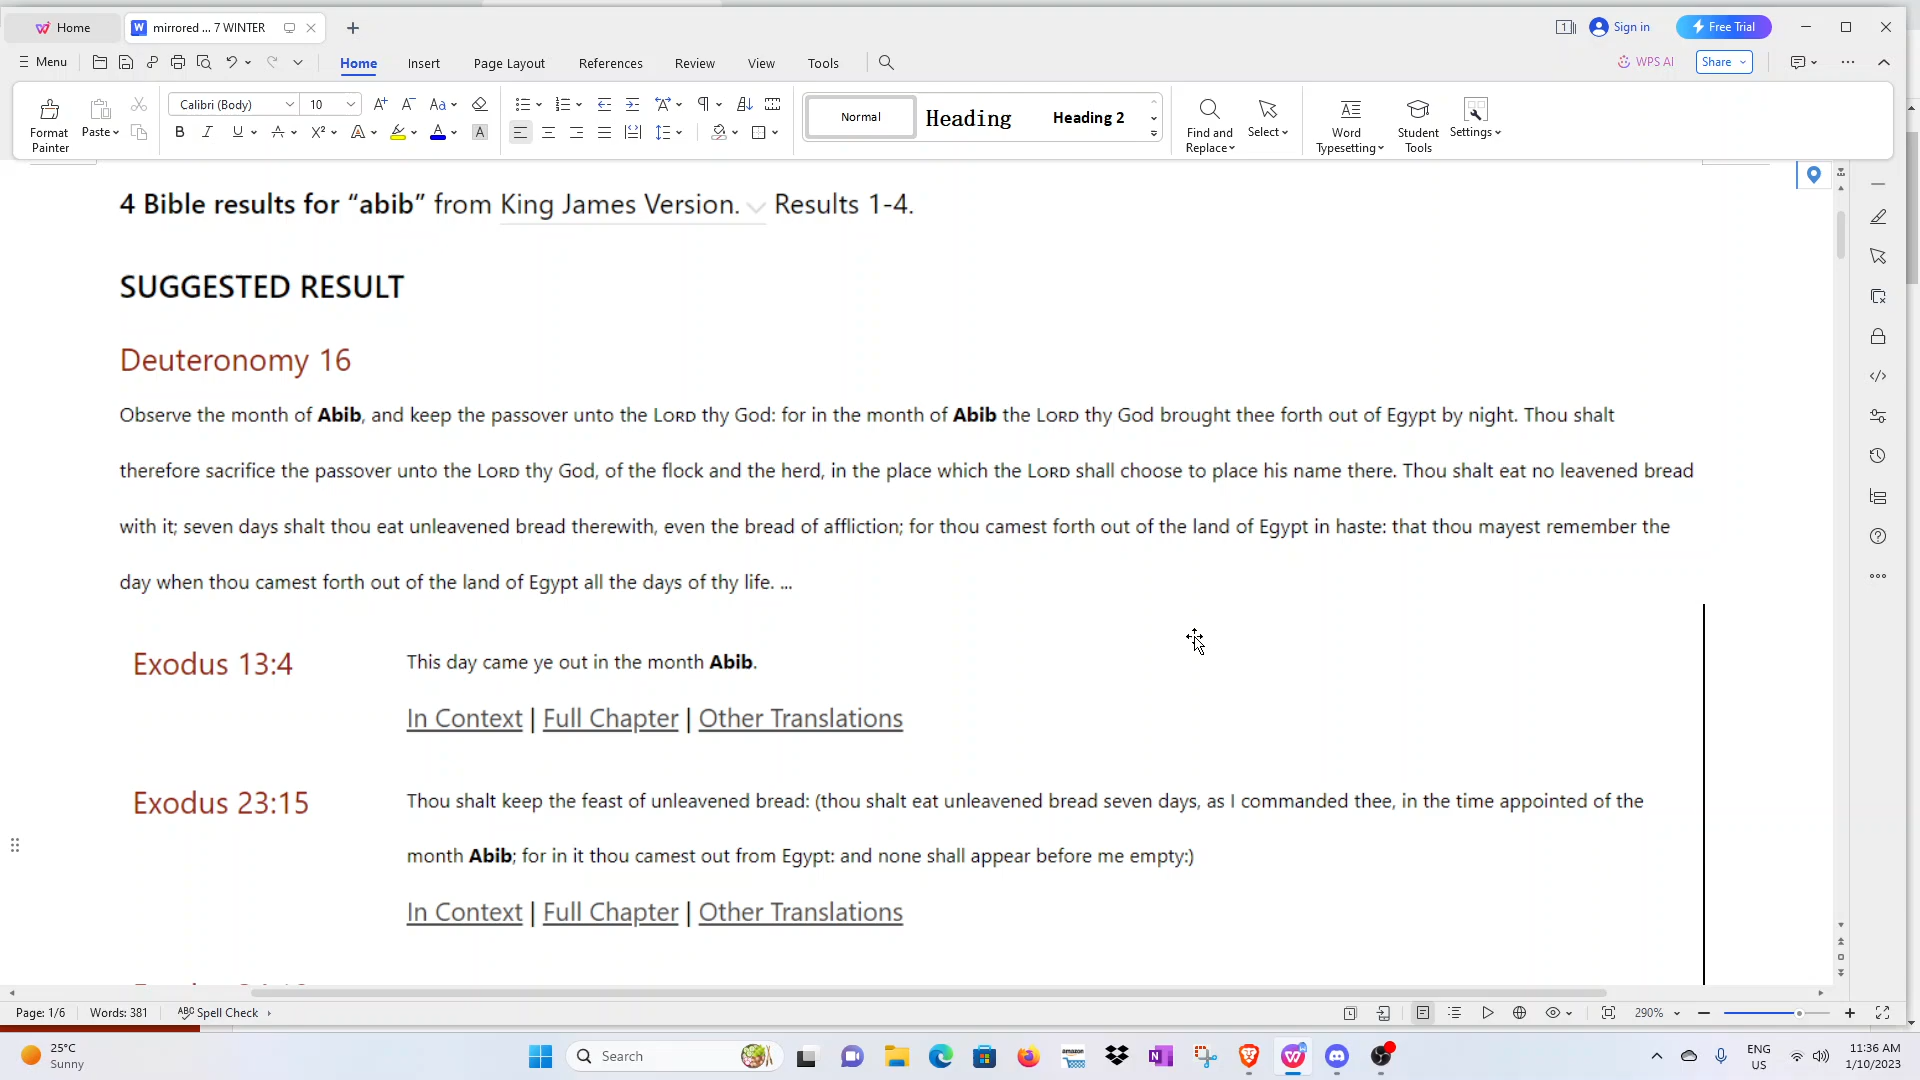 Home
mirrored ... 7 WINTER
Sign in
Free Trial
Menu
Home
Insert
Page Layout
References
Review
View
Tools
WPS AI
Share
Format
Painter
Paste
Calibri (Body)
10
Normal
Heading
Heading 2
Find and
Replace
Select
Word
Typesetting
Student
Tools
Settings
4 Bible results for “abib” from King James Version. Results 1-4.
SUGGESTED RESULT
Deuteronomy 16
Observe the month of Abib, and keep the passover unto the LORD thy God: for in the month of Abib the LORD thy God brought thee forth out of Egypt by night. Thou shalt
therefore sacrifice the passover unto the LORD thy God, of the flock and the herd, in the place which the LORD shall choose to place his name there. Thou shalt eat no leavened bread
with it; seven days shalt thou eat unleavened bread therewith, even the bread of affliction; for thou camest forth out of the land of Egypt in haste: that thou mayest remember the
day when thou camest forth out of the land of Egypt all the days of thy life. ...
Exodus 13:4
This day came ye out in the month Abib.
In Context | Full Chapter | Other Translations
Exodus 23:15
Thou shalt keep the feast of unleavened bread: (thou shalt eat unleavened bread seven days, as I commanded thee, in the time appointed of the
month Abib; for in it thou camest out from Egypt: and none shall appear before me empty:)
In Context | Full Chapter | Other Translations
Page: 1/6
Words: 381
Spell Check
290%
25°C
Sunny
Search
ENG
US
11:36 AM
1/10/2023